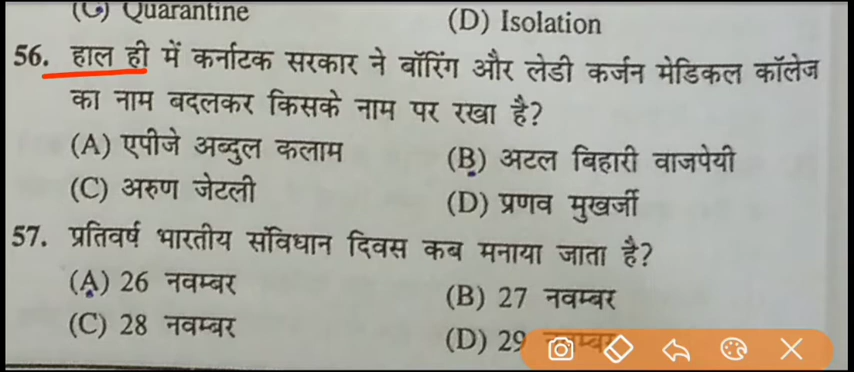 (C) Quarantine (D) Isolation
56. हाल ही में कर्नाटक सरकार ने बॉरिंग और लेडी कर्जन मेडिकल कॉलेज
का नाम बदलकर किसके नाम पर रखा है?
(A) एपीजे अब्दुल कलाम (B) अटल बिहारी वाजपेयी
(C) अरुण जेटली (D) प्रणव मुखर्जी
57. प्रतिवर्ष भारतीय संविधान दिवस कब मनाया जाता है?
(A) 26 नवम्बर (B) 27 नवम्बर
(C) 28 नवम्बर (D) 29